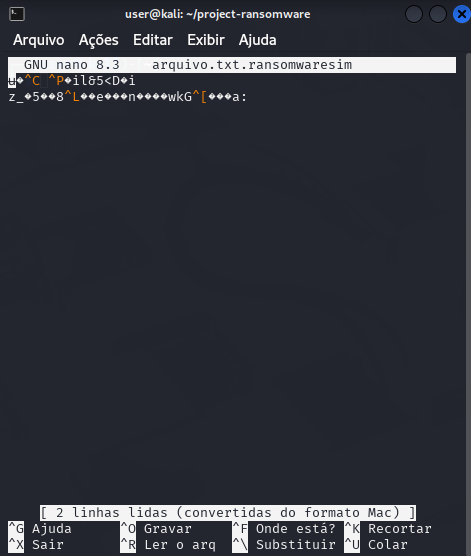 user@kali: ~/project-ransomware
Arquivo Ações Editar Exibir Ajuda
GNU nano 8.3 arquivo.txt.ransomwaresim
u�^C ^P�il&5<D�i
z_�5��8^L��e���n����wkG^[���a:
[ 2 linhas lidas (convertidas do formato Mac) ]
^G Ajuda ^O Gravar ^F Onde está? ^K Recortar
^X Sair ^R Ler o arq ^\ Substituir ^U Colar